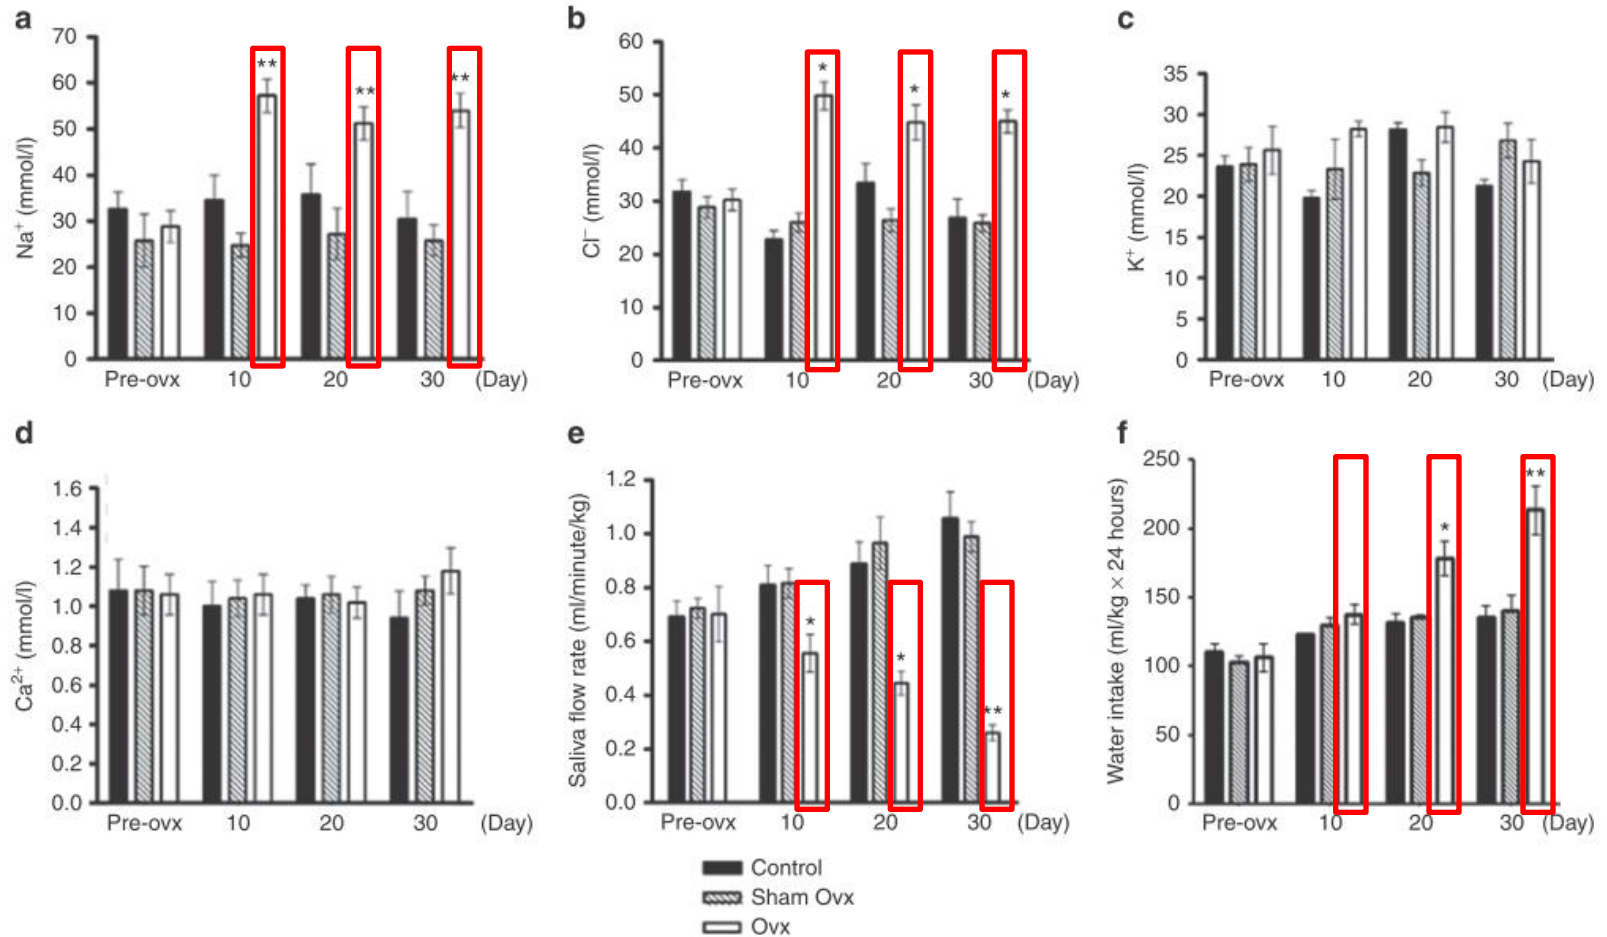 a
Na⁺ (mmol/l)
70
60
50
40
30
20
10
0
**
**
**
Pre-ovx 10 20 30 (Day)
b
Cl⁻ (mmol/l)
60
50
40
30
20
10
0
*
*
*
Pre-ovx 10 20 30 (Day)
c
K⁺ (mmol/l)
35
30
25
20
15
10
5
0
Pre-ovx 10 20 30 (Day)
d
Ca²⁺ (mmol/l)
1.6
1.4
1.2
1.0
0.8
0.6
0.4
0.2
0.0
Pre-ovx 10 20 30 (Day)
e
Saliva flow rate (ml/minute/kg)
1.2
1.0
0.8
0.6
0.4
0.2
0.0
*
*
**
Pre-ovx 10 20 30 (Day)
f
Water intake (ml/kg × 24 hours)
250
200
150
100
50
0
*
**
Pre-ovx 10 20 30 (Day)
Control
Sham Ovx
Ovx